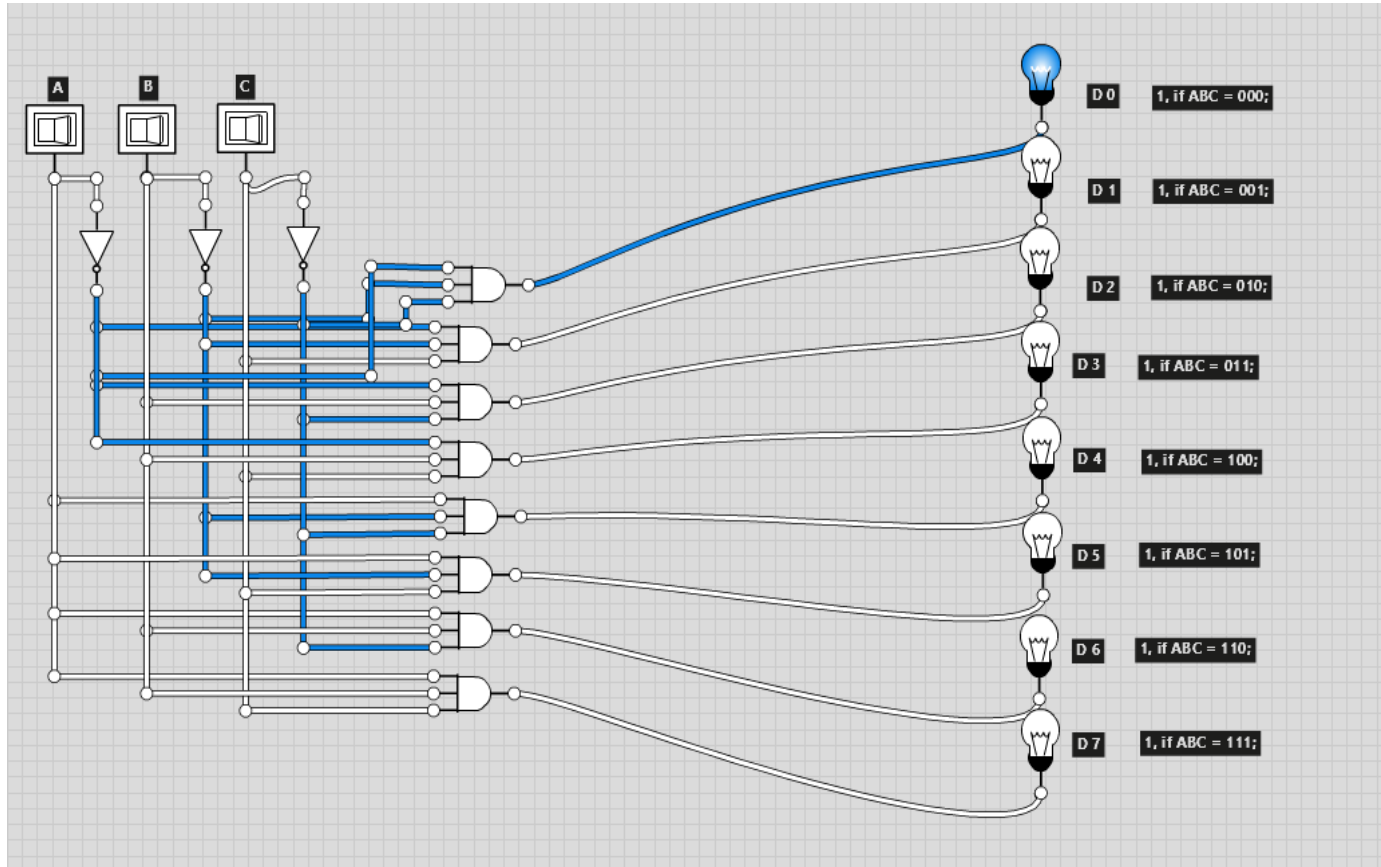 A B C
D 0 1, if ABC = 000;
D 1 1, if ABC = 001;
D 2 1, if ABC = 010;
D 3 1, if ABC = 011;
D 4 1, if ABC = 100;
D 5 1, if ABC = 101;
D 6 1, if ABC = 110;
D 7 1, if ABC = 111;